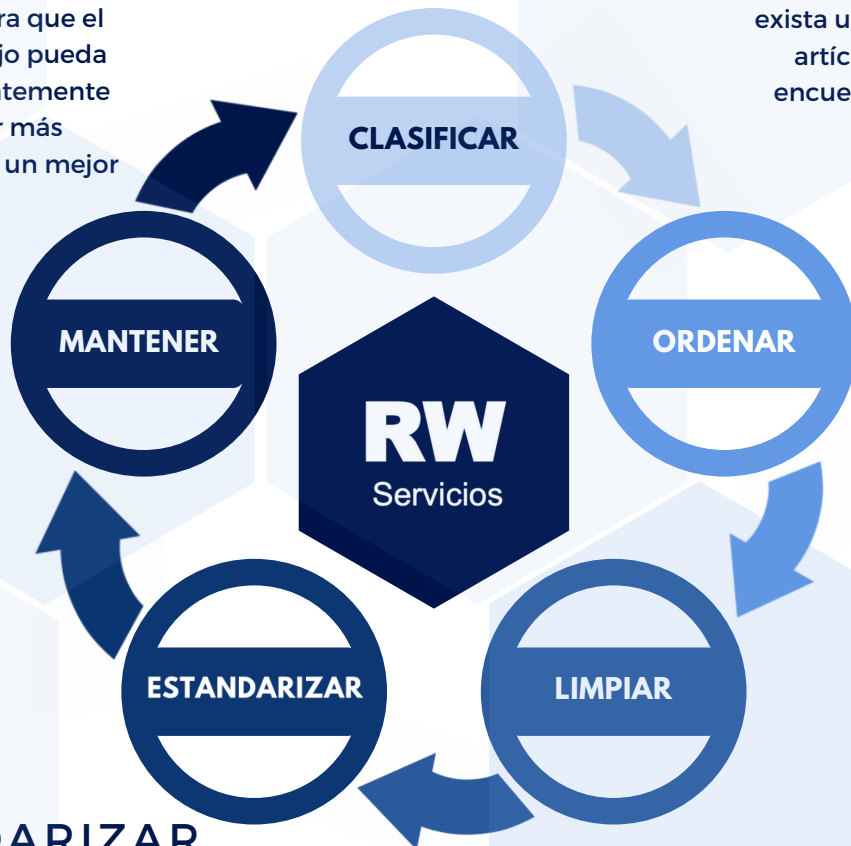 ra que el
jo pueda
temente
r más
un mejor
exista u
artíc
encue
CLASIFICAR
MANTENER
ORDENAR
RW
Servicios
ESTANDARIZAR
LIMPIAR
DARIZAR